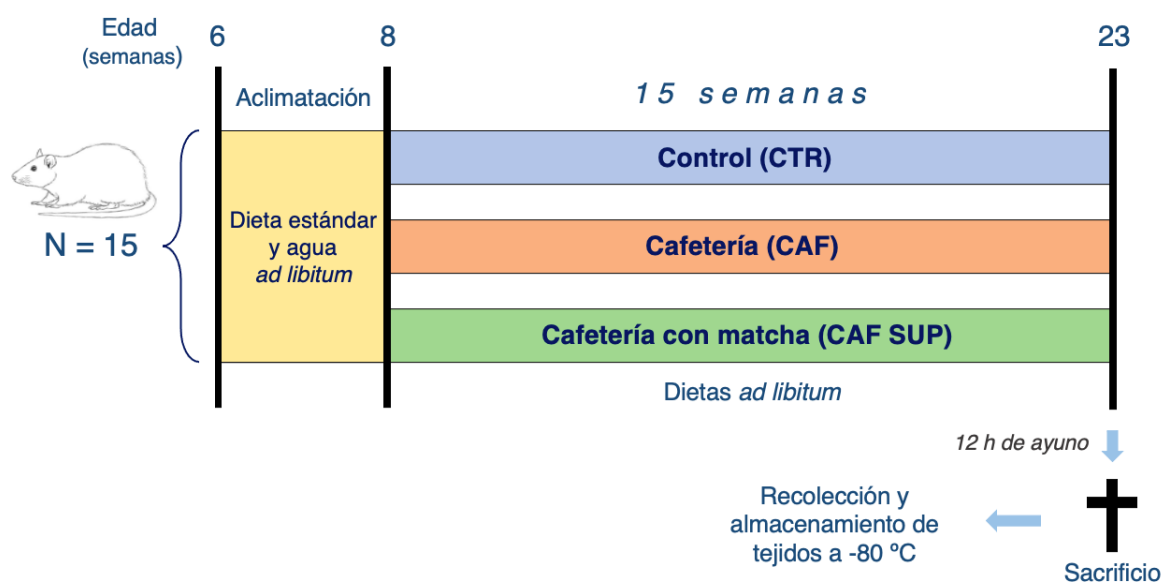 Edad
(semanas)
6
8
23
Aclimatación
15 semanas
Control (CTR)
N = 15
Dieta estándar
y agua
ad libitum
Cafetería (CAF)
Cafetería con matcha (CAF SUP)
Dietas ad libitum
12 h de ayuno
Recolección y
almacenamiento de
tejidos a -80 ºC
Sacrificio